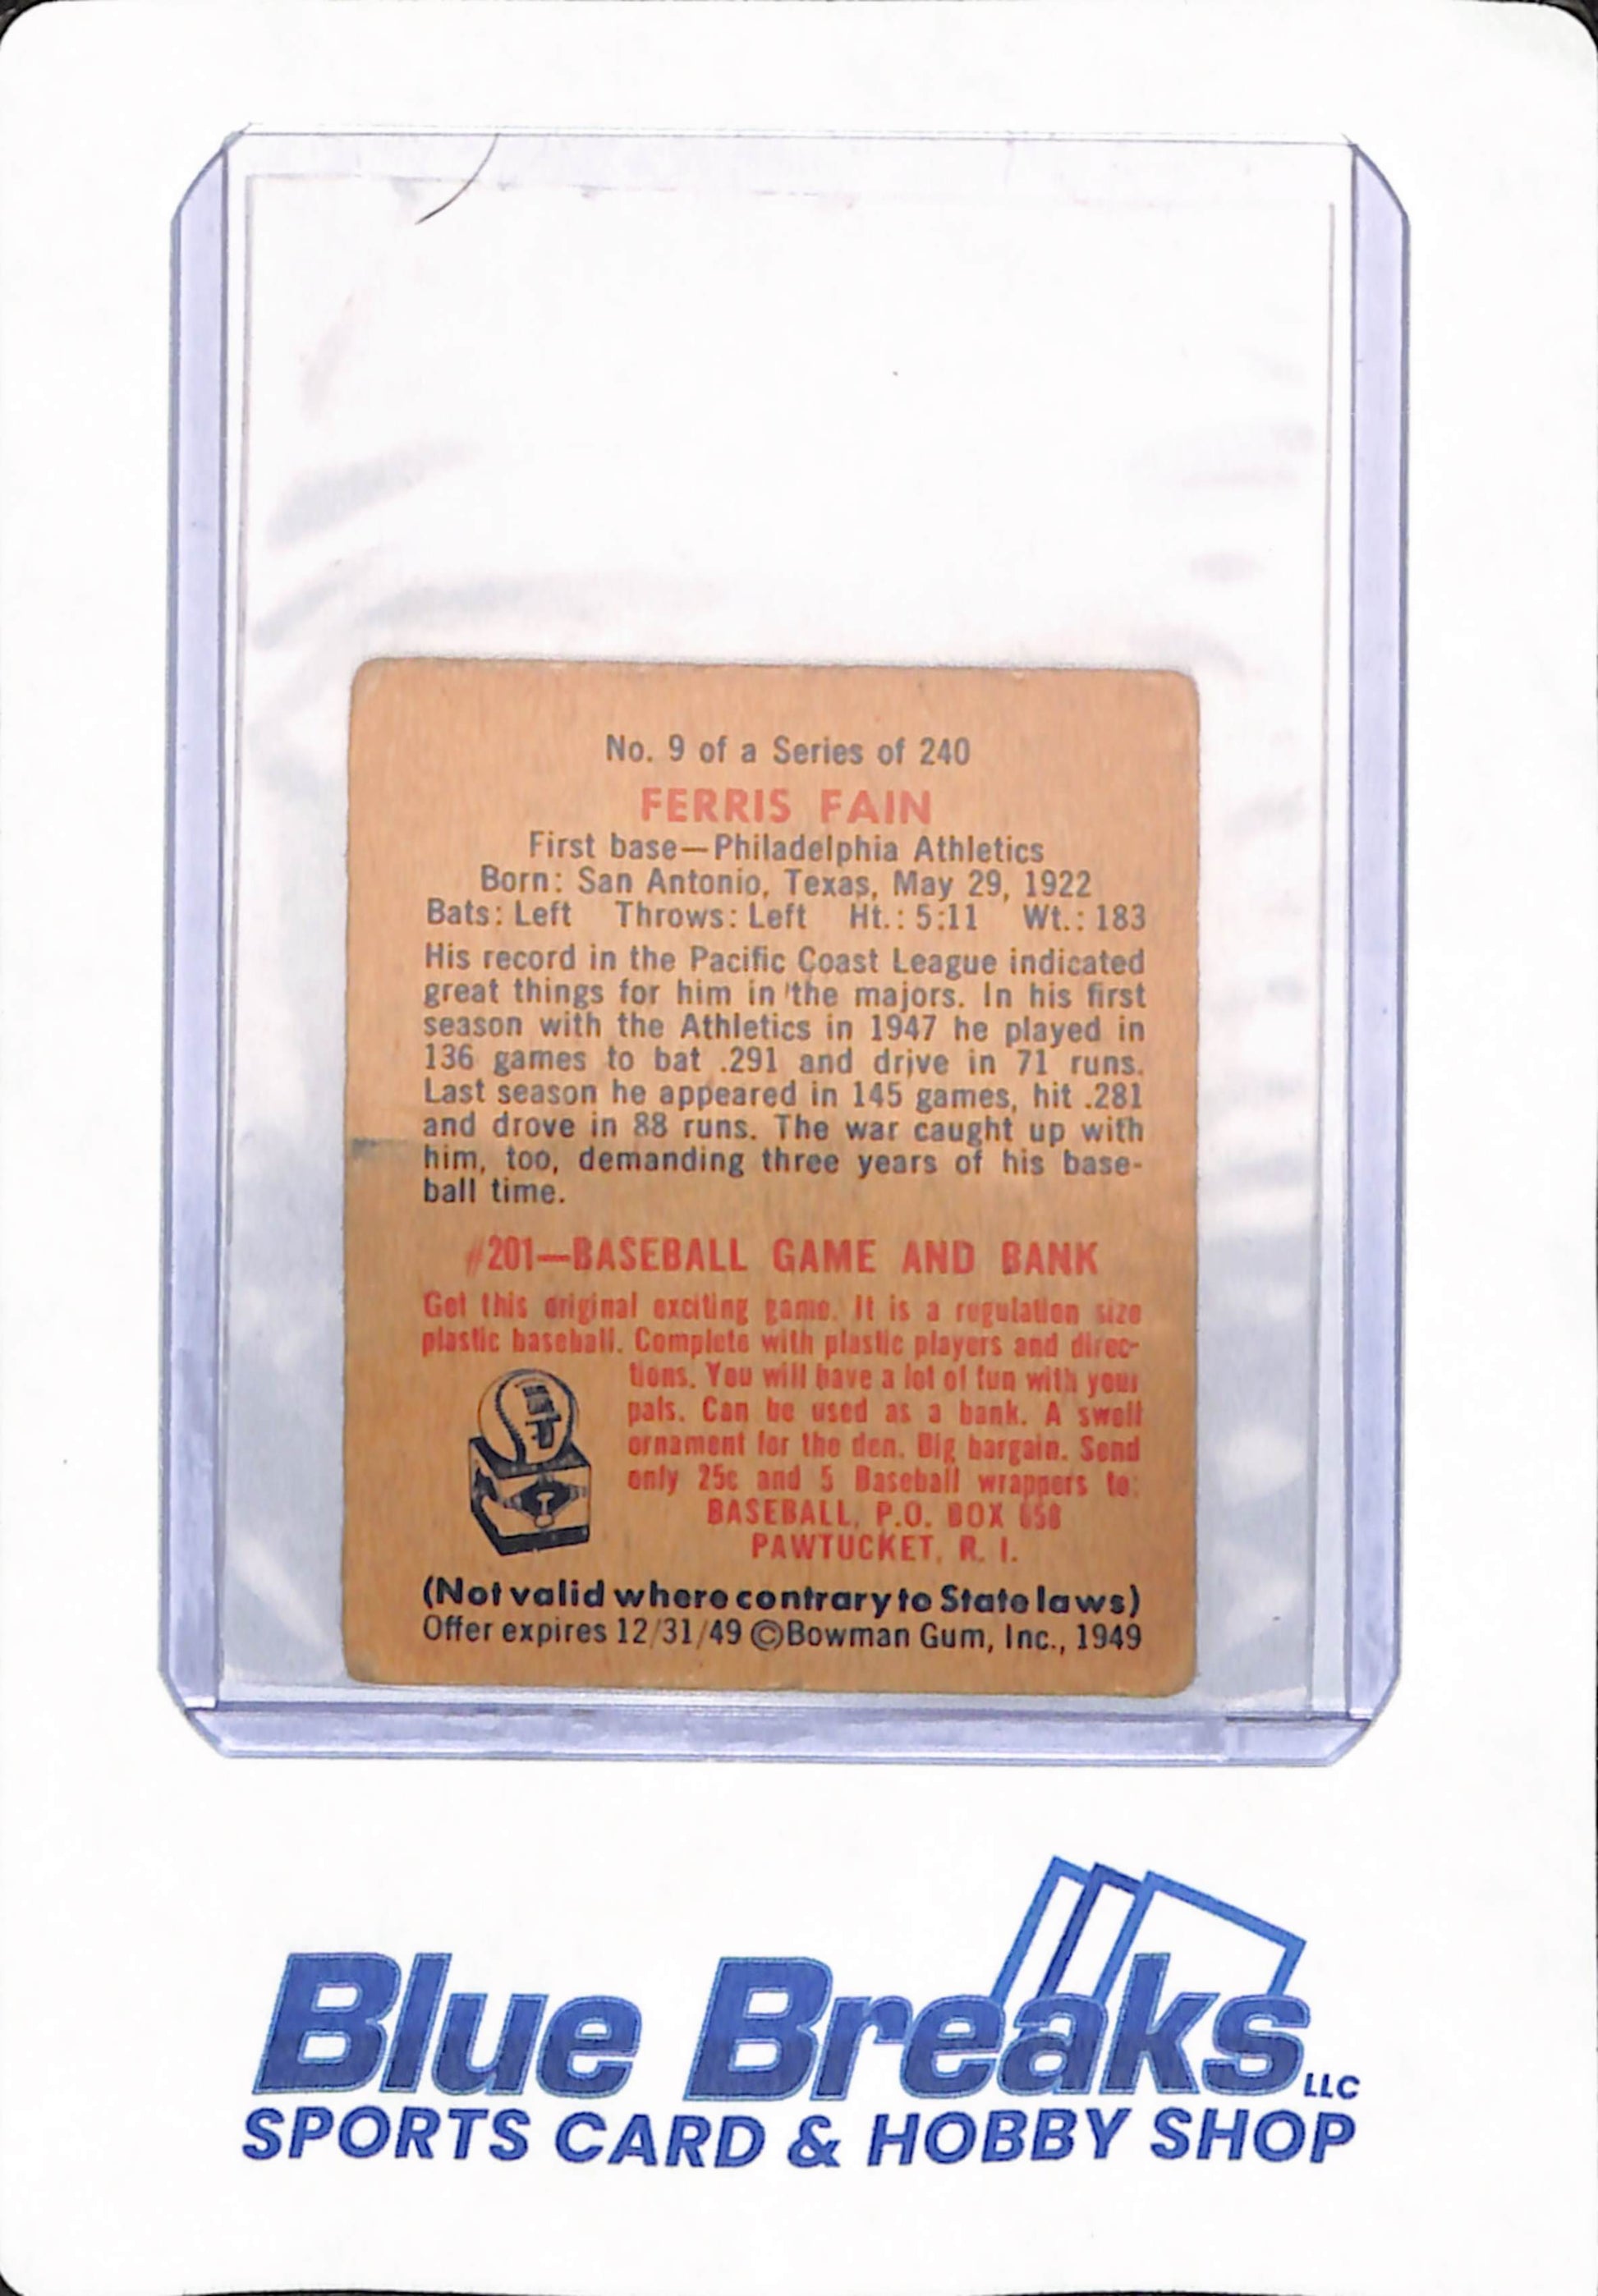 No. 9 of a Series of 240
FERRIS FAIN
First base—Philadelphia Athletics
Born: San Antonio, Texas, May 29, 1922
Bats: Left Throws: Left Ht.: 5:11 Wt.: 183
His record in the Pacific Coast League indicated
great things for him in the majors. In his first
season with the Athletics in 1947 he played in
136 games to bat .291 and drive in 71 runs.
Last season he appeared in 145 games, hit .281
and drove in 88 runs. The war caught up with
him, too, demanding three years of his base-
ball time.
#201—BASEBALL GAME AND BANK
Get this original exciting game. It is a regulation size
plastic baseball. Complete with plastic players and direc-
tions. You will have a lot of fun with your
pals. Can be used as a bank. A swell
ornament for the den. Big bargain. Send
only 25c and 5 Baseball wrappers to:
BASEBALL, P.O. BOX 658
PAWTUCKET, R. I.
(Not valid where contrary to State laws)
Offer expires 12/31/49 ©Bowman Gum, Inc., 1949
Blue Breaks LLC
SPORTS CARD & HOBBY SHOP